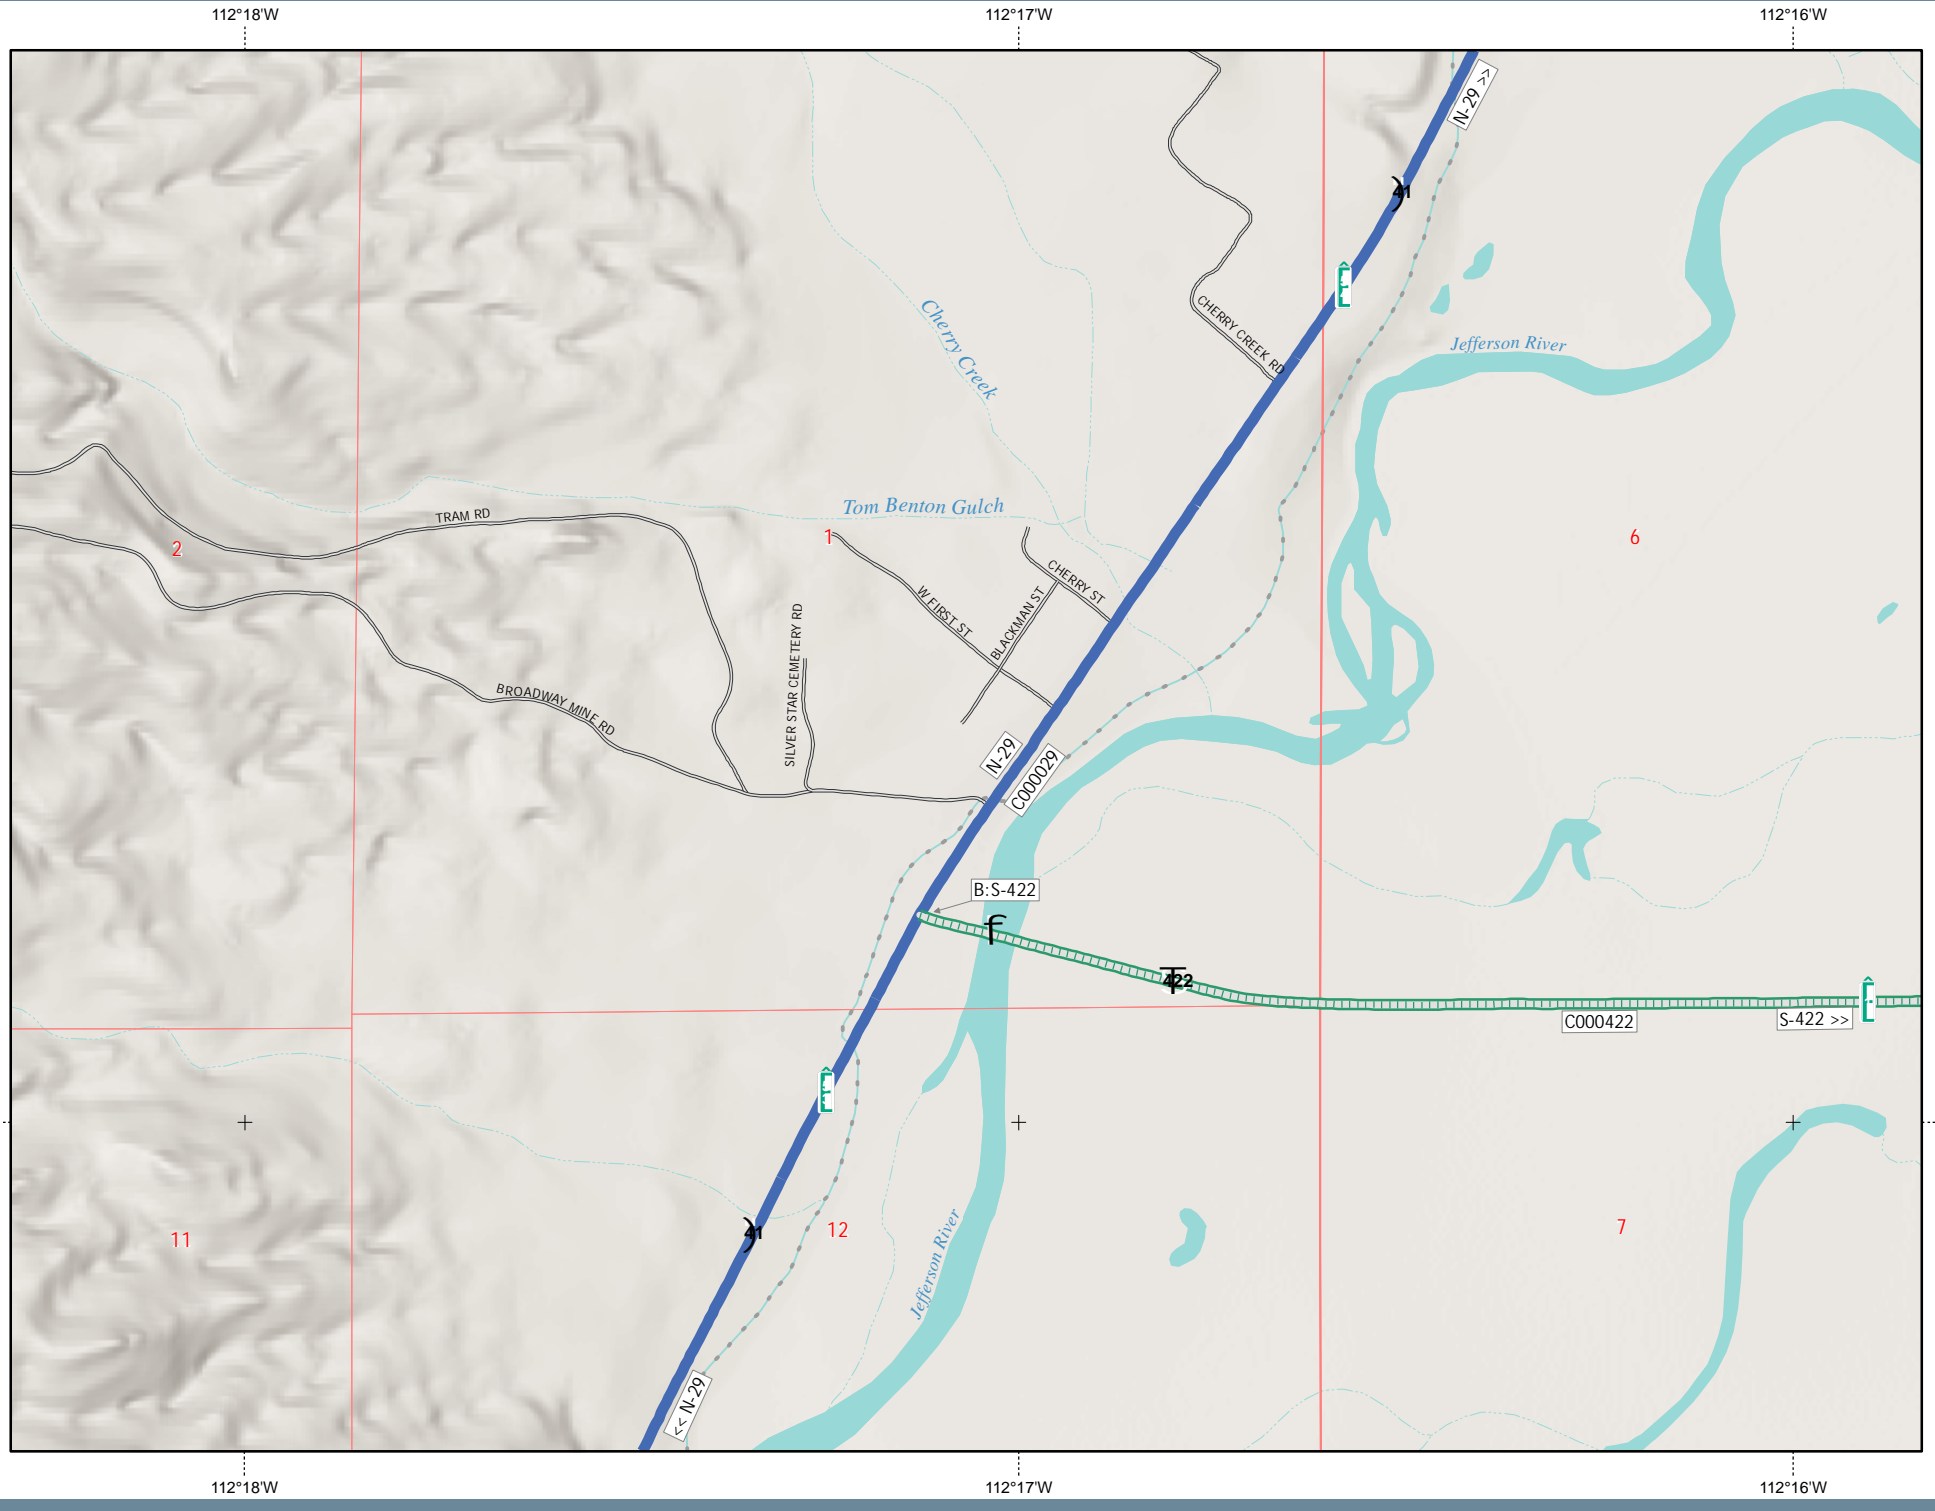 112°18'W
112°17'W
112°16'W
N-29 >>
41
CHERRY CREEK RD
Cherry Creek
Jefferson River
Tom Benton Gulch
TRAM RD
2
1
6
CHERRY ST
W FIRST ST
BLACKMAN ST
SILVER STAR CEMETERY RD
BROADWAY MINE RD
N-29
C000029
B:S-422
422
C000422
S-422 >>
41
11
12
7
Jefferson River
<< N-29
112°18'W
112°17'W
112°16'W